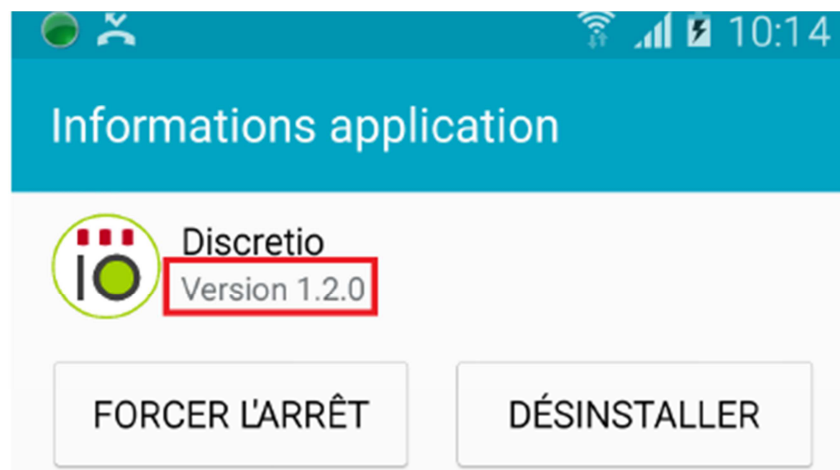 10:14
Informations application
Discretio
Version 1.2.0
FORCER L'ARRÊT
DÉSINSTALLER